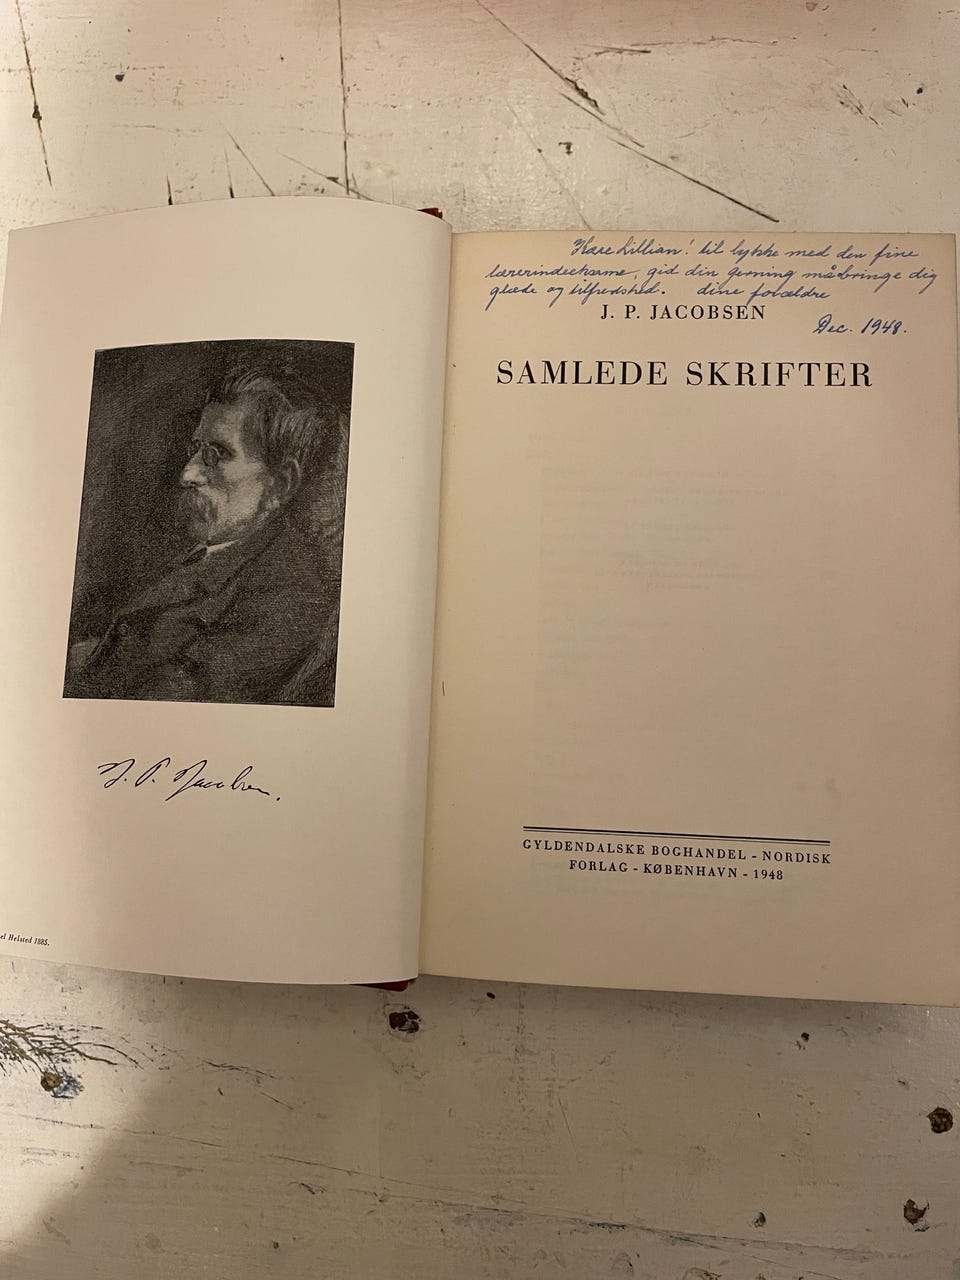 J. P. Jacobsen.
el Helsted 1885.
Kære Lillian! til lykke med den fine
lærerindeeksame, gid din gerning må bringe dig
glæde og tilfredshed. dine forældre
Dec. 1948.
J. P. JACOBSEN
SAMLEDE SKRIFTER
GYLDENDALSKE BOGHANDEL - NORDISK
FORLAG - KØBENHAVN - 1948